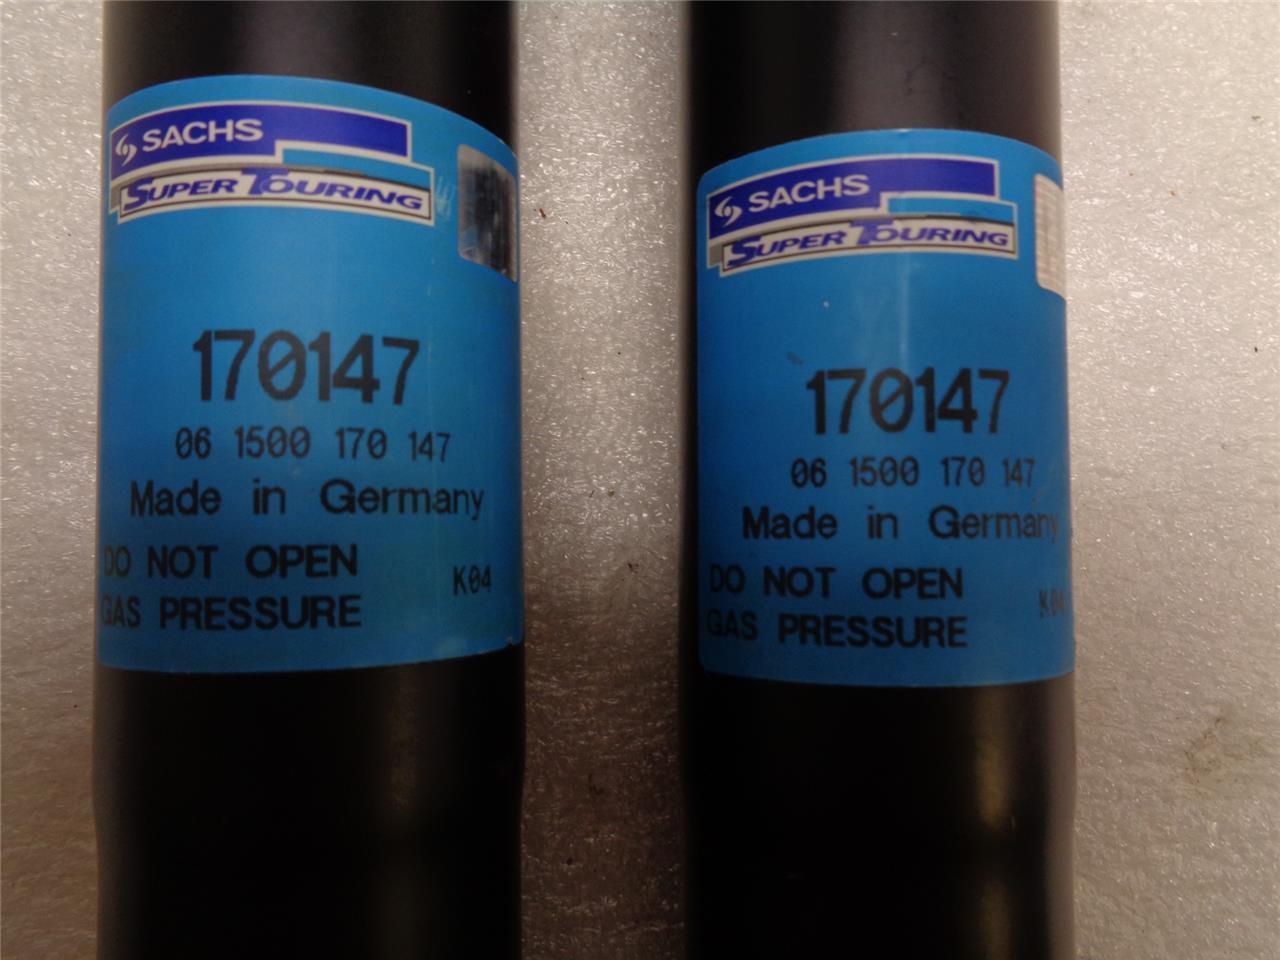 SACHS
SUPER TOURING
170147
06 1500 170 147
Made in Germany
DO NOT OPEN
K04
GAS PRESSURE
SACHS
SUPER TOURING
170147
06 1500 170 147
Made in Germany
DO NOT OPEN
K04
GAS PRESSURE